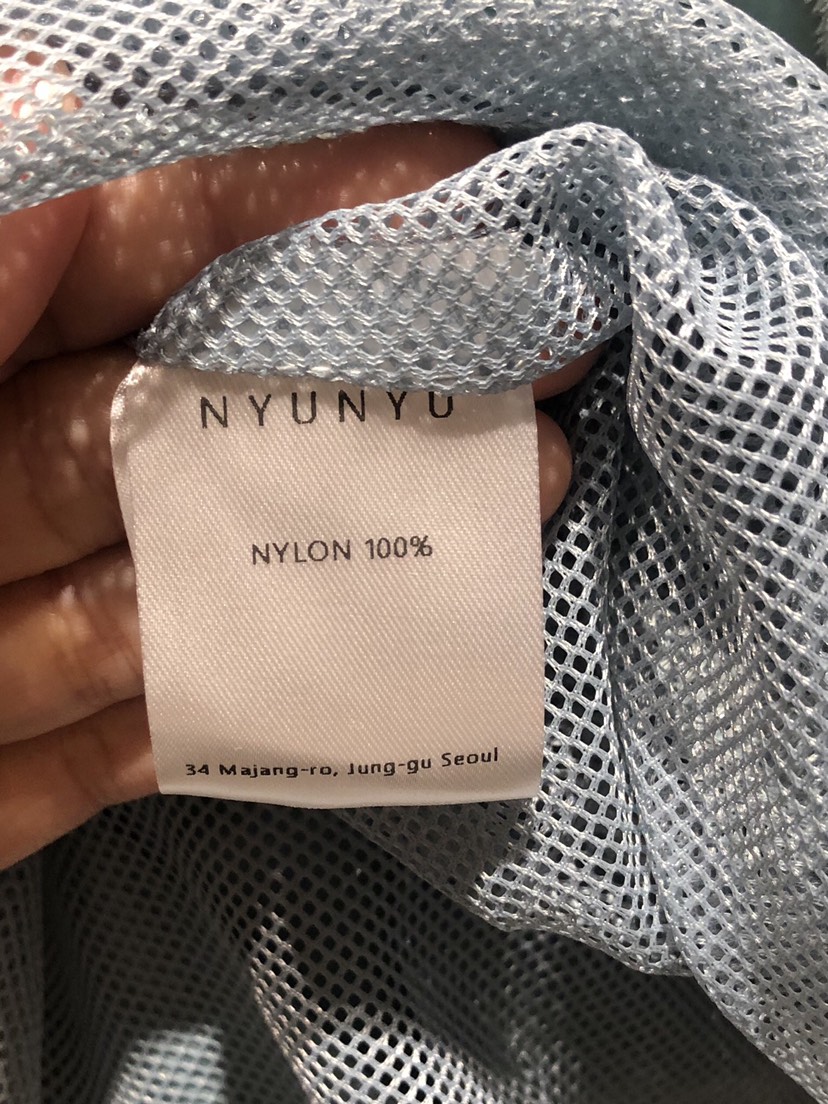 NYUNYU
NYLON 100%
34 Majang-ro, Jung-gu Seoul